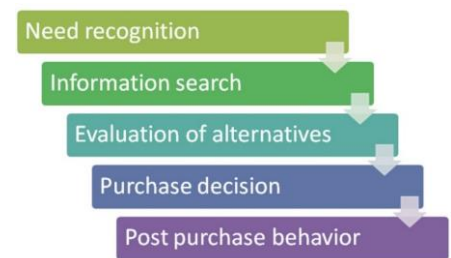 Need recognition
Information search
Evaluation of alternatives
Purchase decision
Post purchase behavior